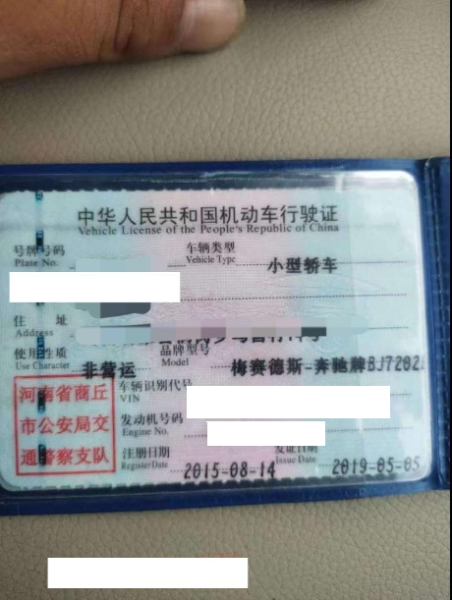 中华人民共和国机动车行驶证
Vehicle License of the People's Republic of China
号牌号码 车辆类型 小型轿车
Plate No. Vehicle Type
住 址
Address
使用性质 非营运 品牌型号 梅赛德斯-奔驰牌BJ7202
Use Character Model
河南省商丘
市公安局交
通警察支队
车辆识别代号
VIN
发动机号码
Engine No.
注册日期 2015-08-14 发证日期 2019-05-05
Register Date Issue Date